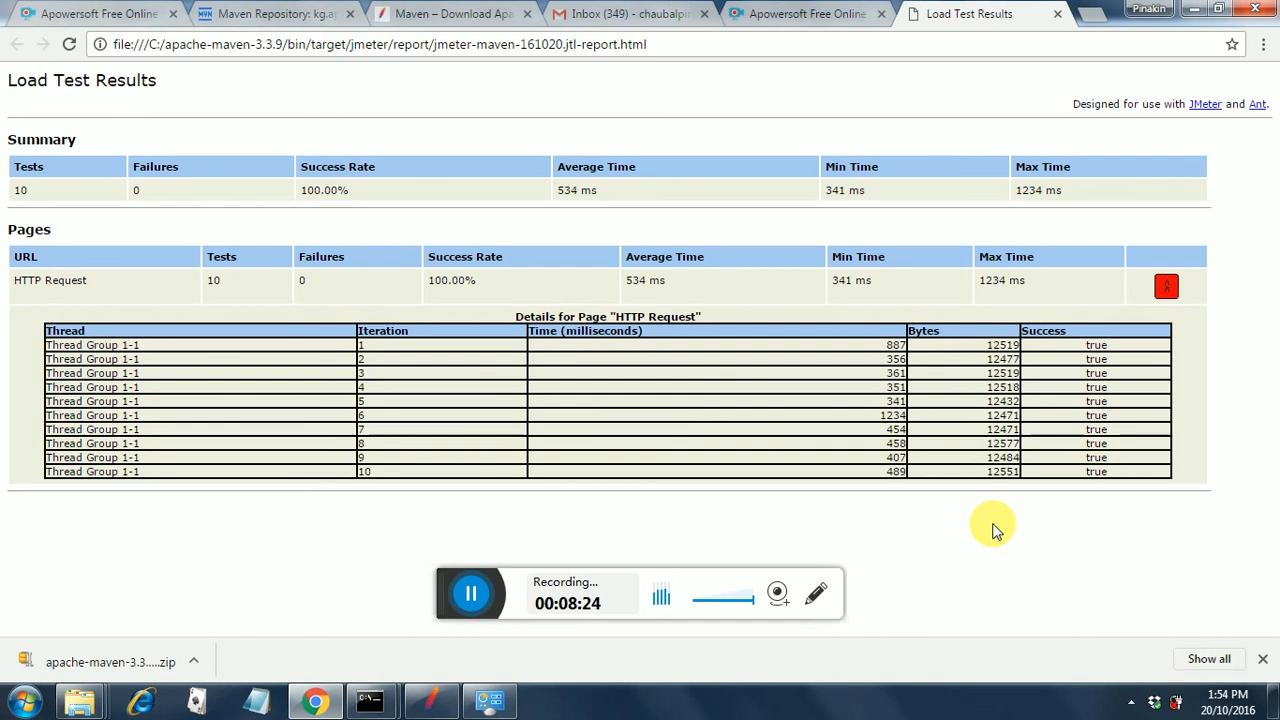 Apowersoft Free Online
Maven Repository: kg.a
Maven – Download Apa
Inbox (349) - chaubalpi
Apowersoft Free Online
Load Test Results
Pinakin
file:///C:/apache-maven-3.3.9/bin/target/jmeter/report/jmeter-maven-161020.jtl-report.html
Load Test Results
Designed for use with JMeter and Ant.
Summary
Tests Failures Success Rate Average Time Min Time Max Time
10 0 100.00% 534 ms 341 ms 1234 ms
Pages
URL Tests Failures Success Rate Average Time Min Time Max Time
HTTP Request 10 0 100.00% 534 ms 341 ms 1234 ms
Details for Page "HTTP Request"
Thread Iteration Time (milliseconds) Bytes Success
Thread Group 1-1 1 887 12519 true
Thread Group 1-1 2 356 12477 true
Thread Group 1-1 3 361 12519 true
Thread Group 1-1 4 351 12518 true
Thread Group 1-1 5 341 12432 true
Thread Group 1-1 6 1234 12471 true
Thread Group 1-1 7 454 12471 true
Thread Group 1-1 8 458 12577 true
Thread Group 1-1 9 407 12484 true
Thread Group 1-1 10 489 12551 true
Recording...
00:08:24
apache-maven-3.3.....zip
Show all
1:54 PM
20/10/2016